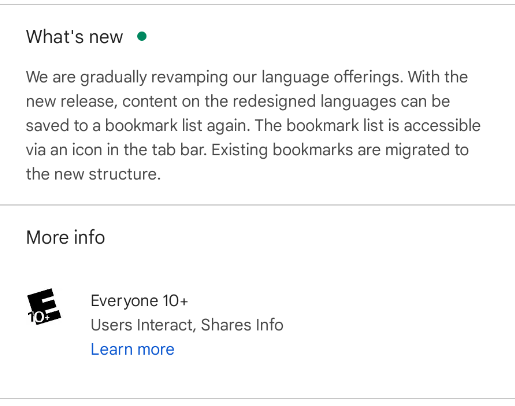 What's new
We are gradually revamping our language offerings. With the
new release, content on the redesigned languages can be
saved to a bookmark list again. The bookmark list is accessible
via an icon in the tab bar. Existing bookmarks are migrated to
the new structure.
More info
E
10+
Everyone 10+
Users Interact, Shares Info
Learn more